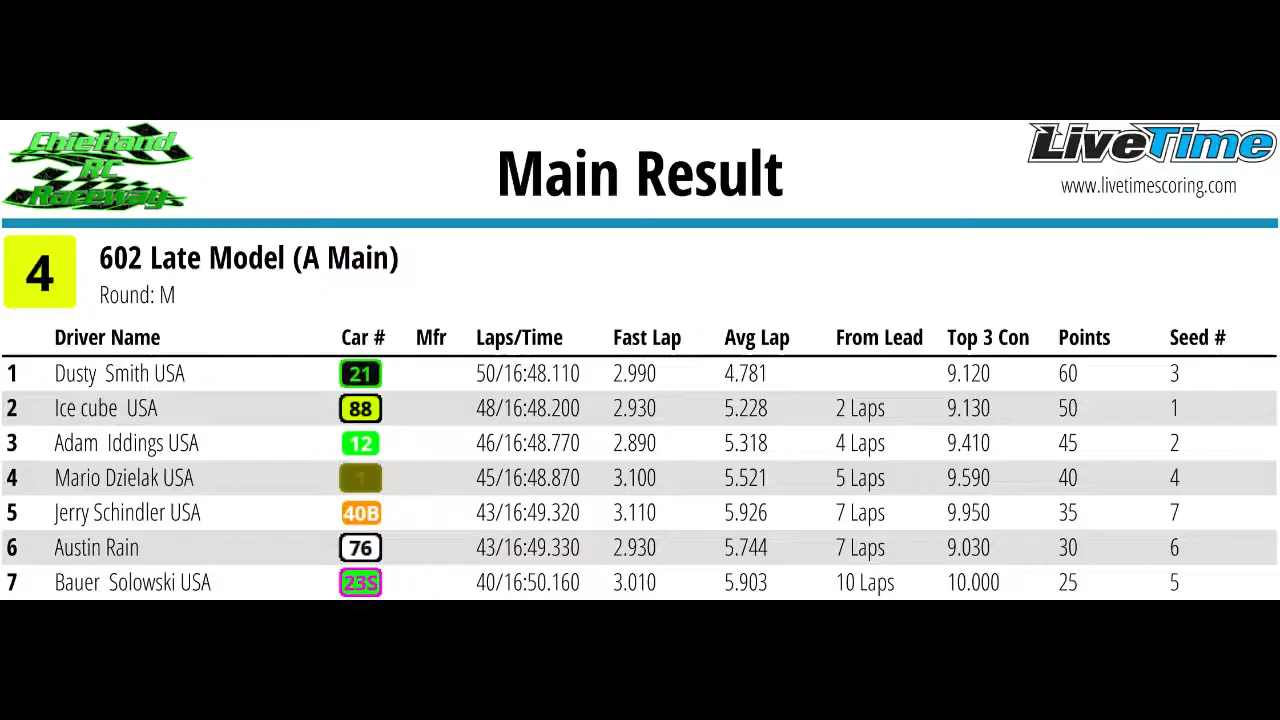 Chiefland
RC
Raceway
Main Result
LiveTime
www.livetimescoring.com
4
602 Late Model (A Main)
Round: M
Driver Name Car # Mfr Laps/Time Fast Lap Avg Lap From Lead Top 3 Con Points Seed #
1 Dusty Smith USA 21 50/16:48.110 2.990 4.781 9.120 60 3
2 Ice cube USA 88 48/16:48.200 2.930 5.228 2 Laps 9.130 50 1
3 Adam Iddings USA 12 46/16:48.770 2.890 5.318 4 Laps 9.410 45 2
4 Mario Dzielak USA 1 45/16:48.870 3.100 5.521 5 Laps 9.590 40 4
5 Jerry Schindler USA 40B 43/16:49.320 3.110 5.926 7 Laps 9.950 35 7
6 Austin Rain 76 43/16:49.330 2.930 5.744 7 Laps 9.030 30 6
7 Bauer Solowski USA 23S 40/16:50.160 3.010 5.903 10 Laps 10.000 25 5